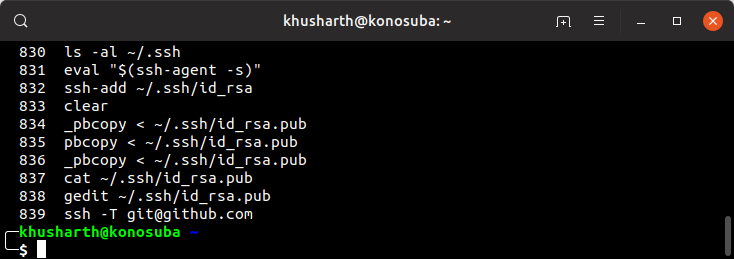 khusharth@konosuba: ~
830 ls -al ~/.ssh
831 eval "$(ssh-agent -s)"
832 ssh-add ~/.ssh/id_rsa
833 clear
834 _pbcopy < ~/.ssh/id_rsa.pub
835 pbcopy < ~/.ssh/id_rsa.pub
836 _pbcopy < ~/.ssh/id_rsa.pub
837 cat ~/.ssh/id_rsa.pub
838 gedit ~/.ssh/id_rsa.pub
839 ssh -T git@github.com
khusharth@konosuba ~
$